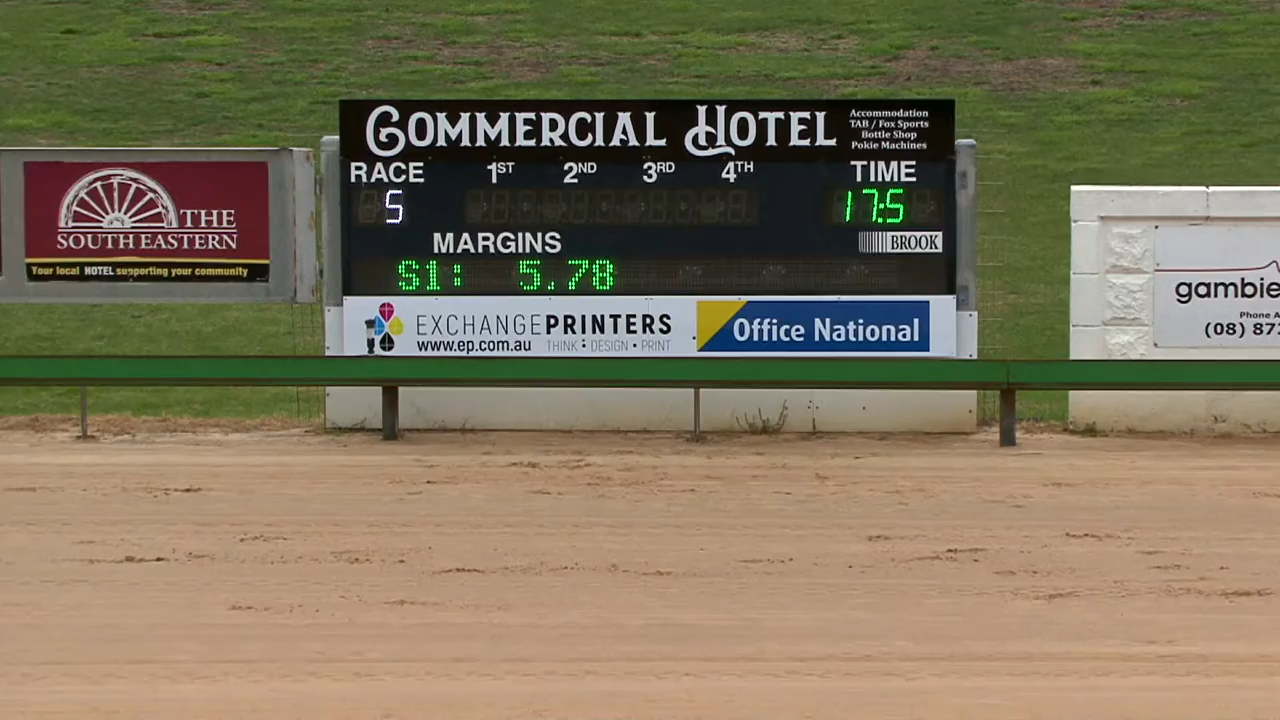 COMMERCIAL HOTEL
Accommodation
TAB / Fox Sports
Bottle Shop
Pokie Machines
RACE 1ST 2ND 3RD 4TH TIME
5 17:5
MARGINS
BROOK
S1: 5.78
EXCHANGEPRINTERS
www.ep.com.au THINK : DESIGN • PRINT
Office National
THE
SOUTH EASTERN
Your local HOTEL supporting your community
gambie
Phone A
(08) 872